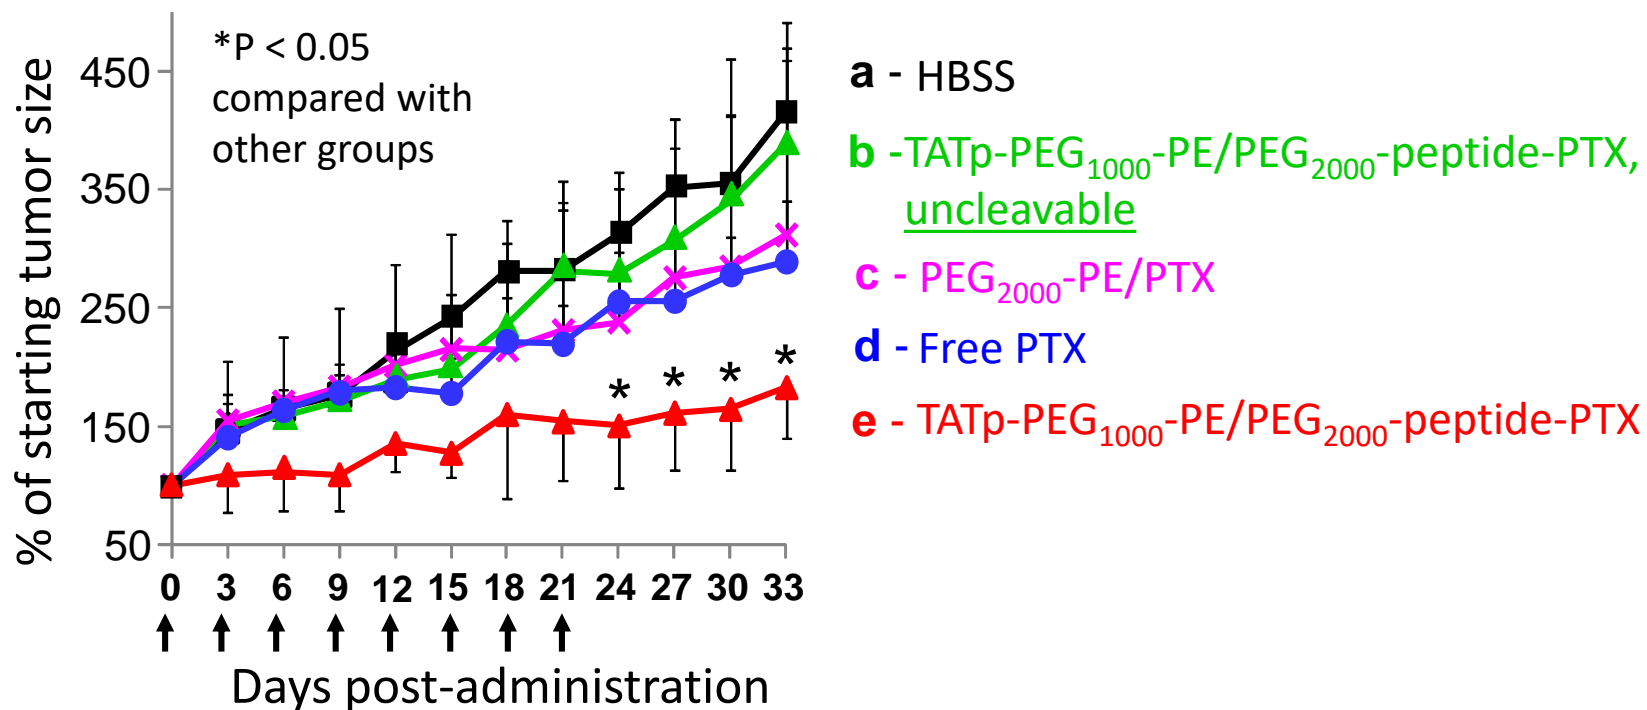 *P < 0.05
compared with
other groups
% of starting tumor size
450
350
250
150
50
0 3 6 9 12 15 18 21 24 27 30 33
Days post-administration
* * * *
a - HBSS
b -TATp-PEG1000-PE/PEG2000-peptide-PTX,
uncleavable
c - PEG2000-PE/PTX
d - Free PTX
e - TATp-PEG1000-PE/PEG2000-peptide-PTX